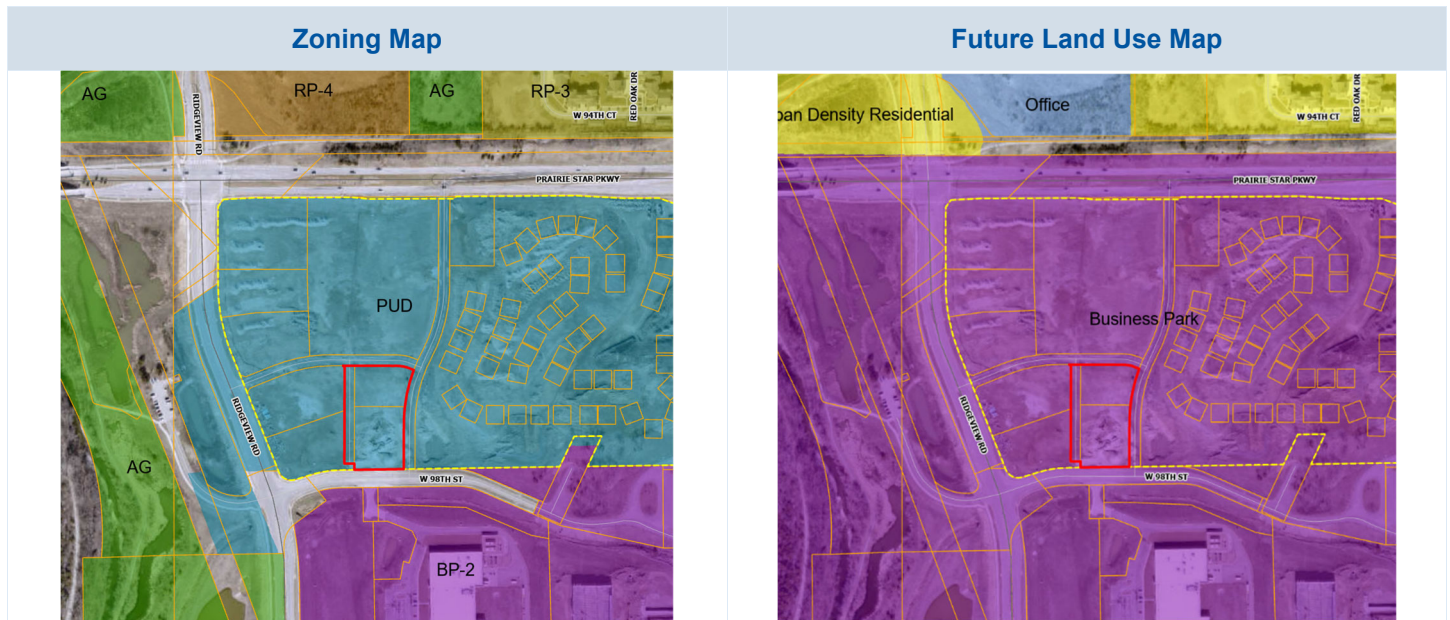 Zoning Map
AG
RP-4
AG
RP-3
RED OAK DR
W 94TH CT
RIDGEVIEW RD
PRAIRIE STAR PKWY
PUD
RIDGEVIEW RD
AG
W 98TH ST
BP-2
Future Land Use Map
Office
RED OAK DR
W 94TH CT
Density Residential
PRAIRIE STAR PKWY
Business Park
RIDGEVIEW RD
W 98TH ST